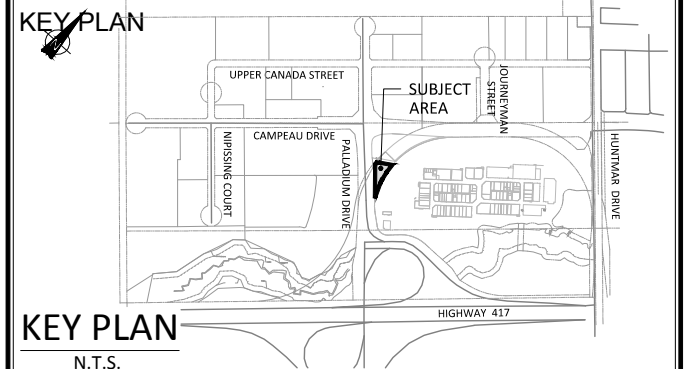 KEY PLAN
UPPER CANADA STREET
SUBJECT
AREA
JOURNEYMAN
STREET
CAMPEAU DRIVE
NIPISSING COURT
PALLADIUM DRIVE
HUNTMAR DRIVE
HIGHWAY 417
KEY PLAN
N.T.S.